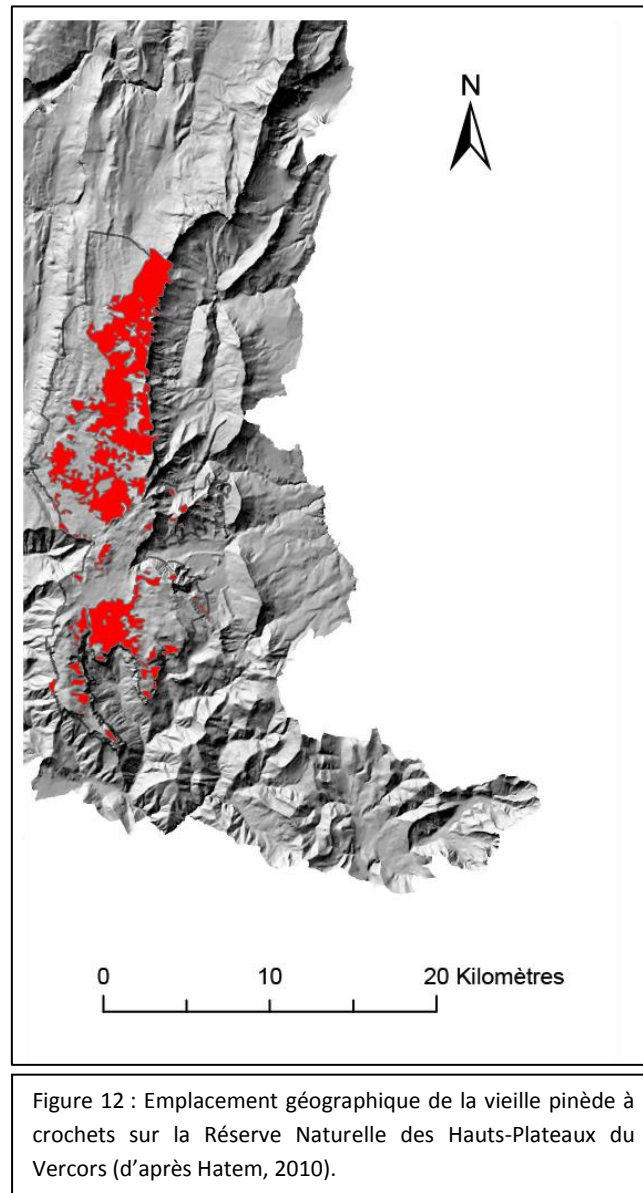 N
0 10 20 Kilomètres
Figure 12 : Emplacement géographique de la vieille pinède à
crochets sur la Réserve Naturelle des Hauts-Plateaux du
Vercors (d’après Hatem, 2010).